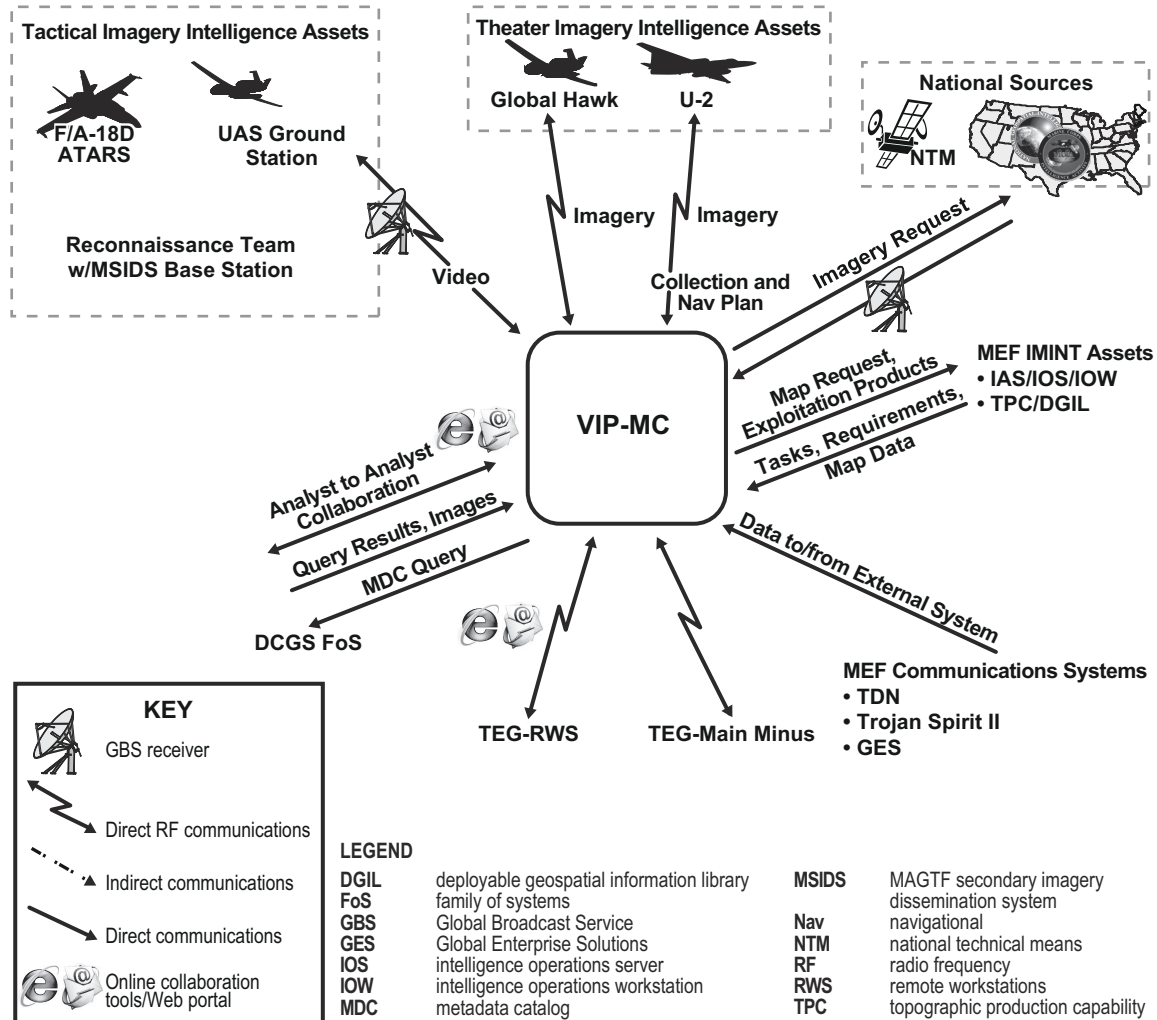 Tactical Imagery Intelligence Assets
F/A-18D
ATARS
UAS Ground
Station
Reconnaissance Team
w/MSIDS Base Station
Video
Theater Imagery Intelligence Assets
Global Hawk
U-2
Imagery
Imagery
Collection and
Nav Plan
National Sources
NTM
Imagery Request
VIP-MC
MEF IMINT Assets
• IAS/IOS/IOW
• TPC/DGIL
Map Request,
Exploitation Products
Tasks, Requirements,
Map Data
Analyst to Analyst
Collaboration
Query Results, Images
MDC Query
DCGS FoS
Data to/from External System
MEF Communications Systems
• TDN
• Trojan Spirit II
• GES
TEG-RWS
TEG-Main Minus
KEY
GBS receiver
Direct RF communications
Indirect communications
Direct communications
Online collaboration
tools/Web portal
LEGEND
DGIL deployable geospatial information library
FoS family of systems
GBS Global Broadcast Service
GES Global Enterprise Solutions
IOS intelligence operations server
IOW intelligence operations workstation
MDC metadata catalog
MSIDS MAGTF secondary imagery
dissemination system
Nav navigational
NTM national technical means
RF radio frequency
RWS remote workstations
TPC topographic production capability